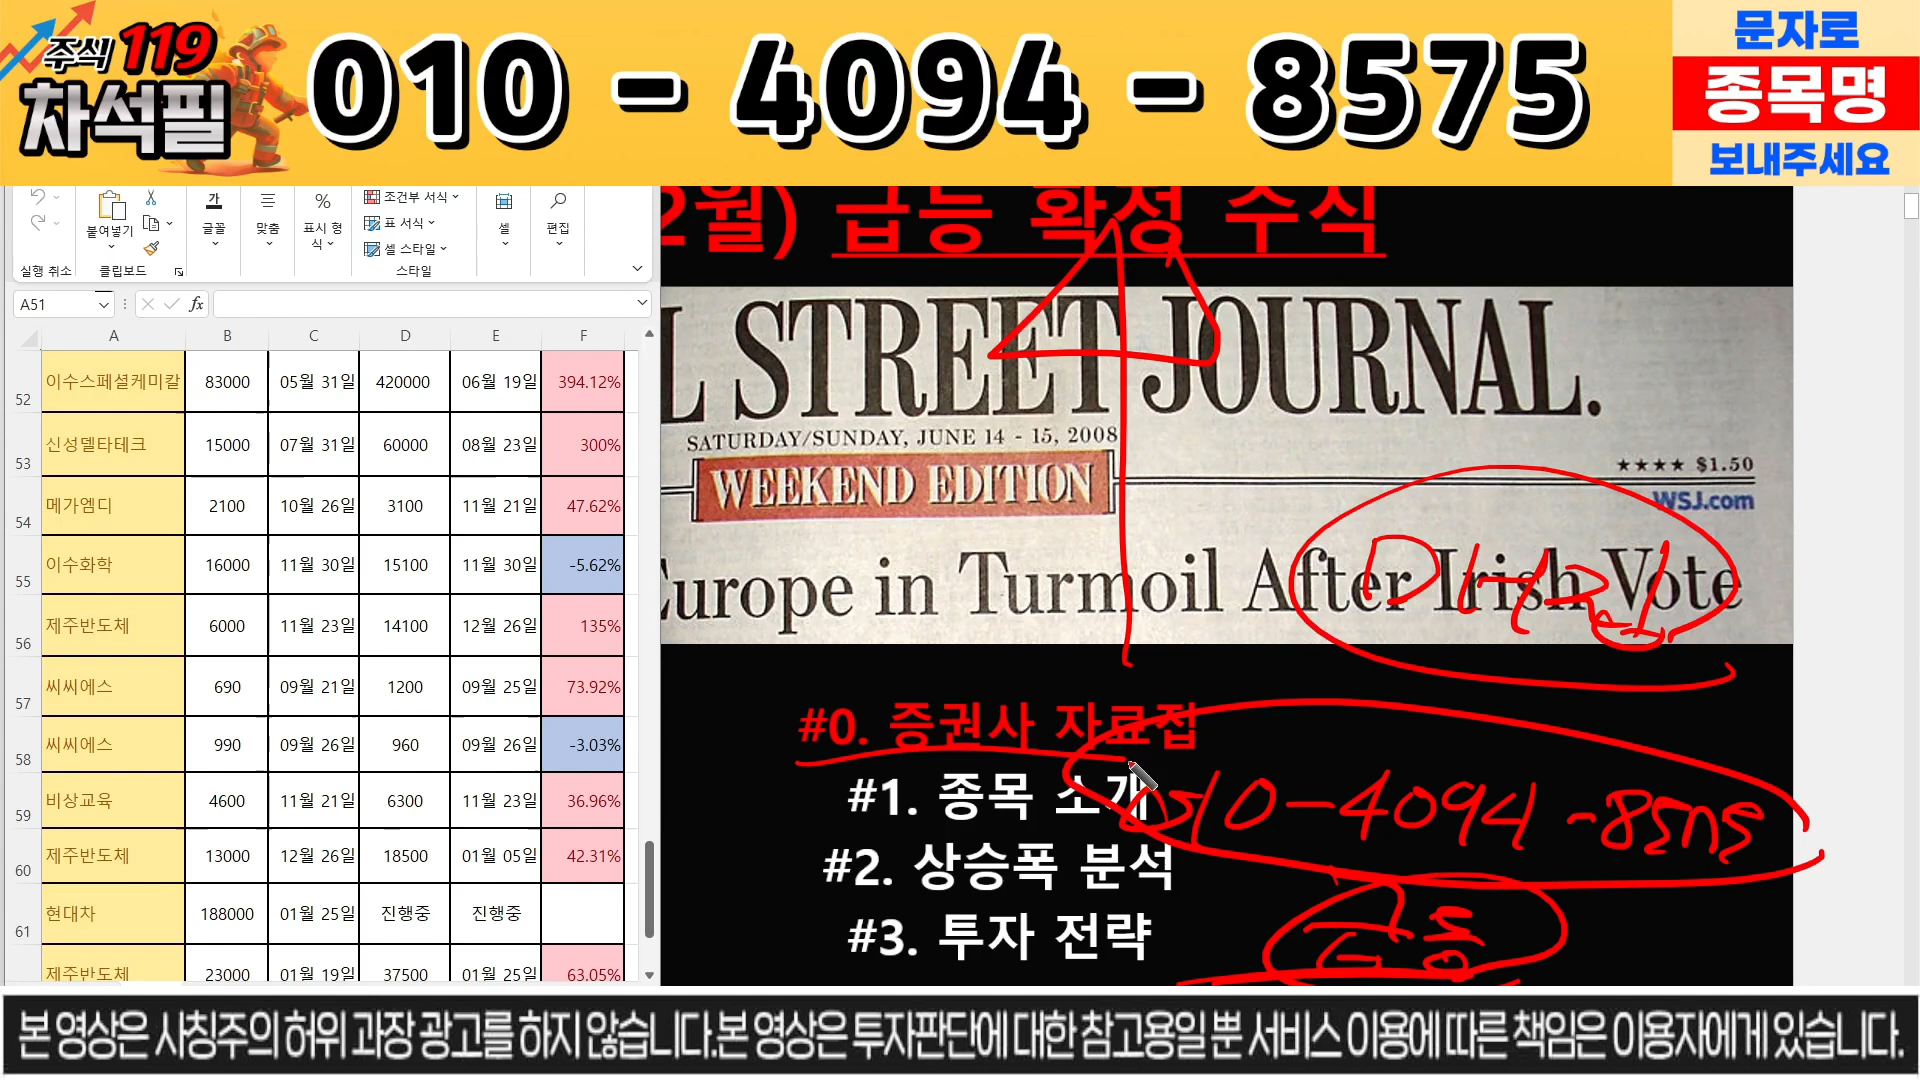 주식 119
차석필
010 - 4094 - 8575
문자로
종목명
보내주세요
붙여넣기
글꼴
맞춤
표시 형식
조건부 서식
표 서식
셀 스타일
셀
편집
실행 취소
클립보드
스타일
A51
fx
A B C D E F
52 이수스페셜케미칼 83000 05월 31일 420000 06월 19일 394.12%
53 신성델타테크 15000 07월 31일 60000 08월 23일 300%
54 메가엠디 2100 10월 26일 3100 11월 21일 47.62%
55 이수화학 16000 11월 30일 15100 11월 30일 -5.62%
56 제주반도체 6000 11월 23일 14100 12월 26일 135%
57 씨씨에스 690 09월 21일 1200 09월 25일 73.92%
58 씨씨에스 990 09월 26일 960 09월 26일 -3.03%
59 비상교육 4600 11월 21일 6300 11월 23일 36.96%
60 제주반도체 13000 12월 26일 18500 01월 05일 42.31%
61 현대차 188000 01월 25일 진행중 진행중
제주반도체 23000 01월 19일 37500 01월 25일 63.05%
2월) 급등 확정 주식
L STREET JOURNAL.
SATURDAY/SUNDAY, JUNE 14 - 15, 2008
WEEKEND EDITION
★★★★ $1.50
WSJ.com
Europe in Turmoil After Irish Vote
#0. 증권사 자료집
#1. 종목 소개
010-4094-8575
#2. 상승폭 분석
#3. 투자 전략
본 영상은 사칭주의 허위 과장 광고를 하지 않습니다.본 영상은 투자판단에 대한 참고용일 뿐 서비스 이용에 따른 책임은 이용자에게 있습니다.